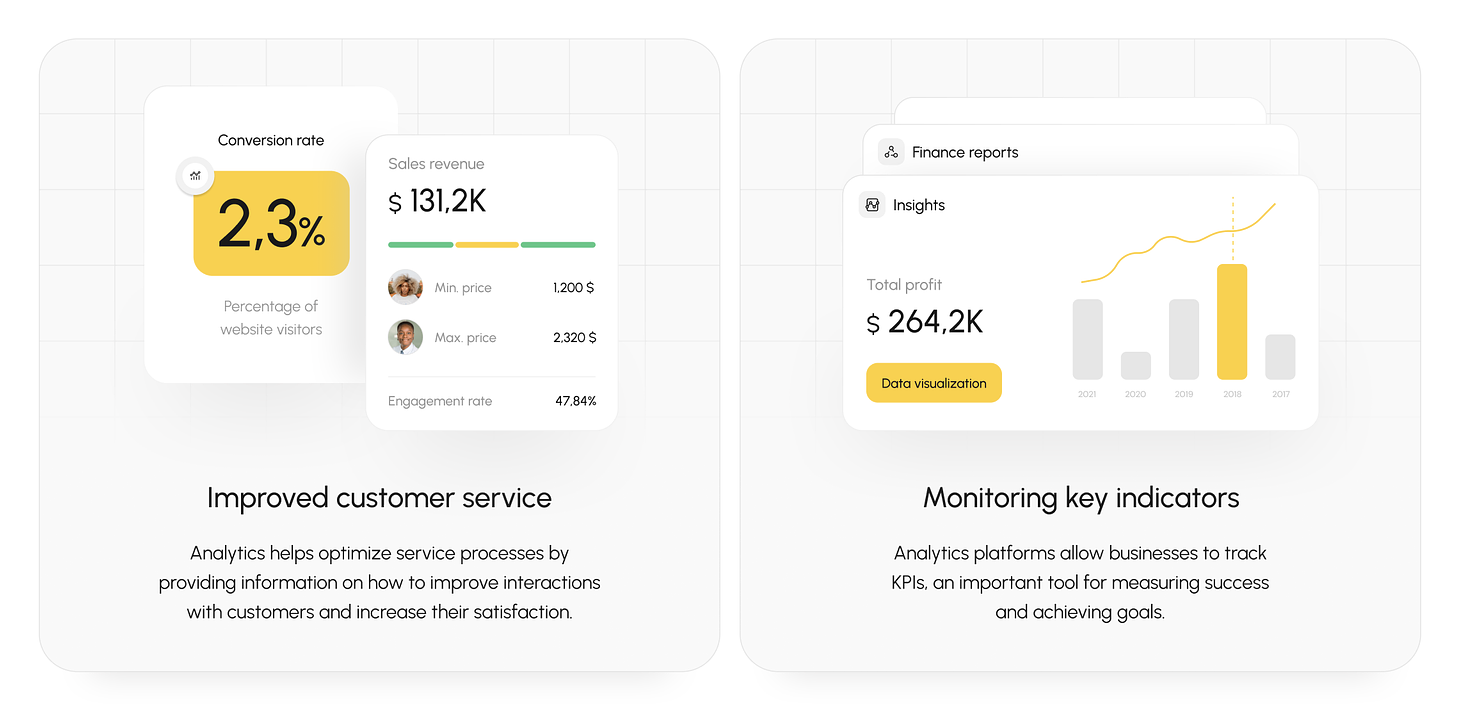 Conversion rate
2,3%
Percentage of
website visitors
Sales revenue
$ 131,2K
Min. price 1,200 $
Max. price 2,320 $
Engagement rate 47,84%
Improved customer service
Analytics helps optimize service processes by
providing information on how to improve interactions
with customers and increase their satisfaction.
Finance reports
Insights
Total profit
$ 264,2K
Data visualization
2021 2020 2019 2018 2017
Monitoring key indicators
Analytics platforms allow businesses to track
KPIs, an important tool for measuring success
and achieving goals.